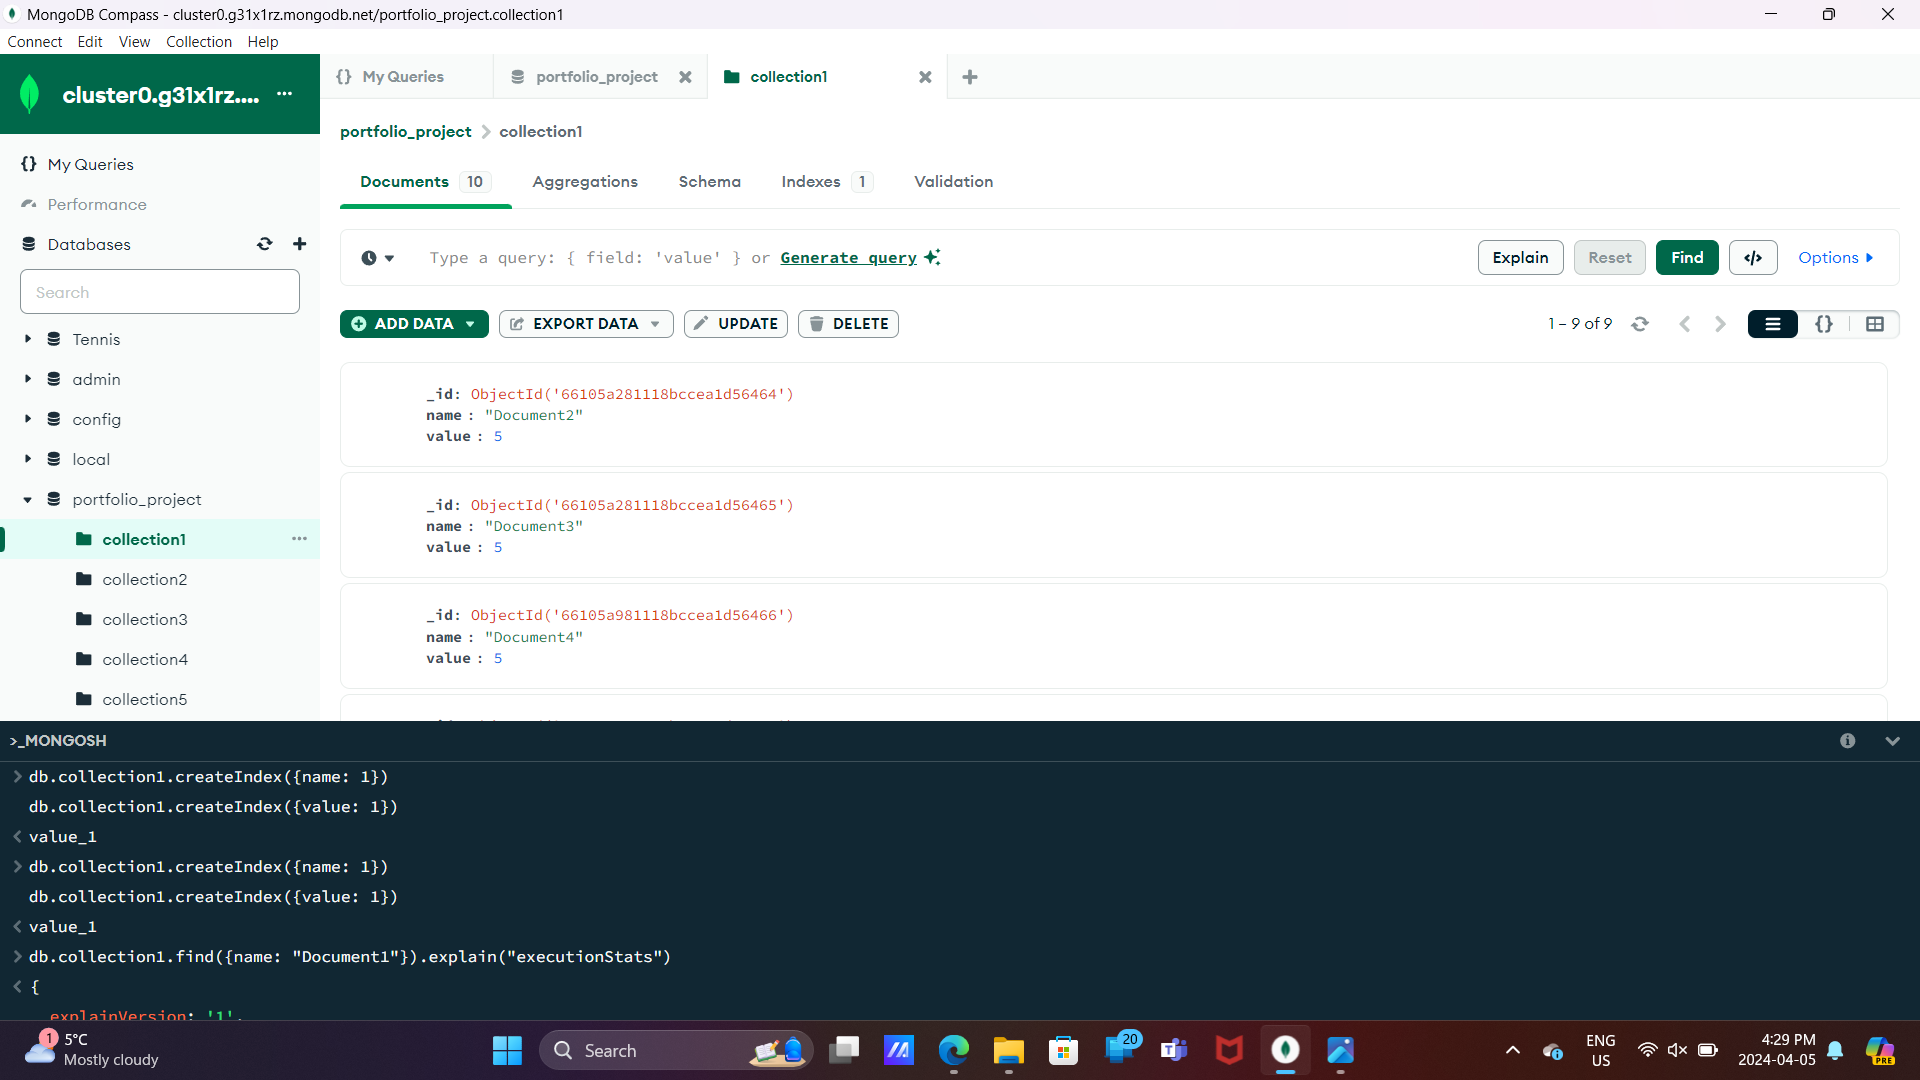 MongoDB Compass - cluster0.g31x1rz.mongodb.net/portfolio_project.collection1
Connect Edit View Collection Help
cluster0.g31x1rz....
My Queries
portfolio_project
collection1
portfolio_project > collection1
My Queries
Performance
Databases
Search
Tennis
admin
config
local
portfolio_project
collection1
collection2
collection3
collection4
collection5
Documents 10 Aggregations Schema Indexes 1 Validation
Type a query: { field: 'value' } or Generate query
Explain Reset Find </> Options
ADD DATA EXPORT DATA UPDATE DELETE
1 – 9 of 9
{}
_id: ObjectId('66105a281118bccea1d56464')
name : "Document2"
value : 5
_id: ObjectId('66105a281118bccea1d56465')
name : "Document3"
value : 5
_id: ObjectId('66105a981118bccea1d56466')
name : "Document4"
value : 5
>_MONGOSH
> db.collection1.createIndex({name: 1})
db.collection1.createIndex({value: 1})
< value_1
> db.collection1.createIndex({name: 1})
db.collection1.createIndex({value: 1})
< value_1
> db.collection1.find({name: "Document1"}).explain("executionStats")
< {
explainVersion: '1',
1
5°C
Mostly cloudy
Search
20
PRE
ENG
US
4:29 PM
2024-04-05